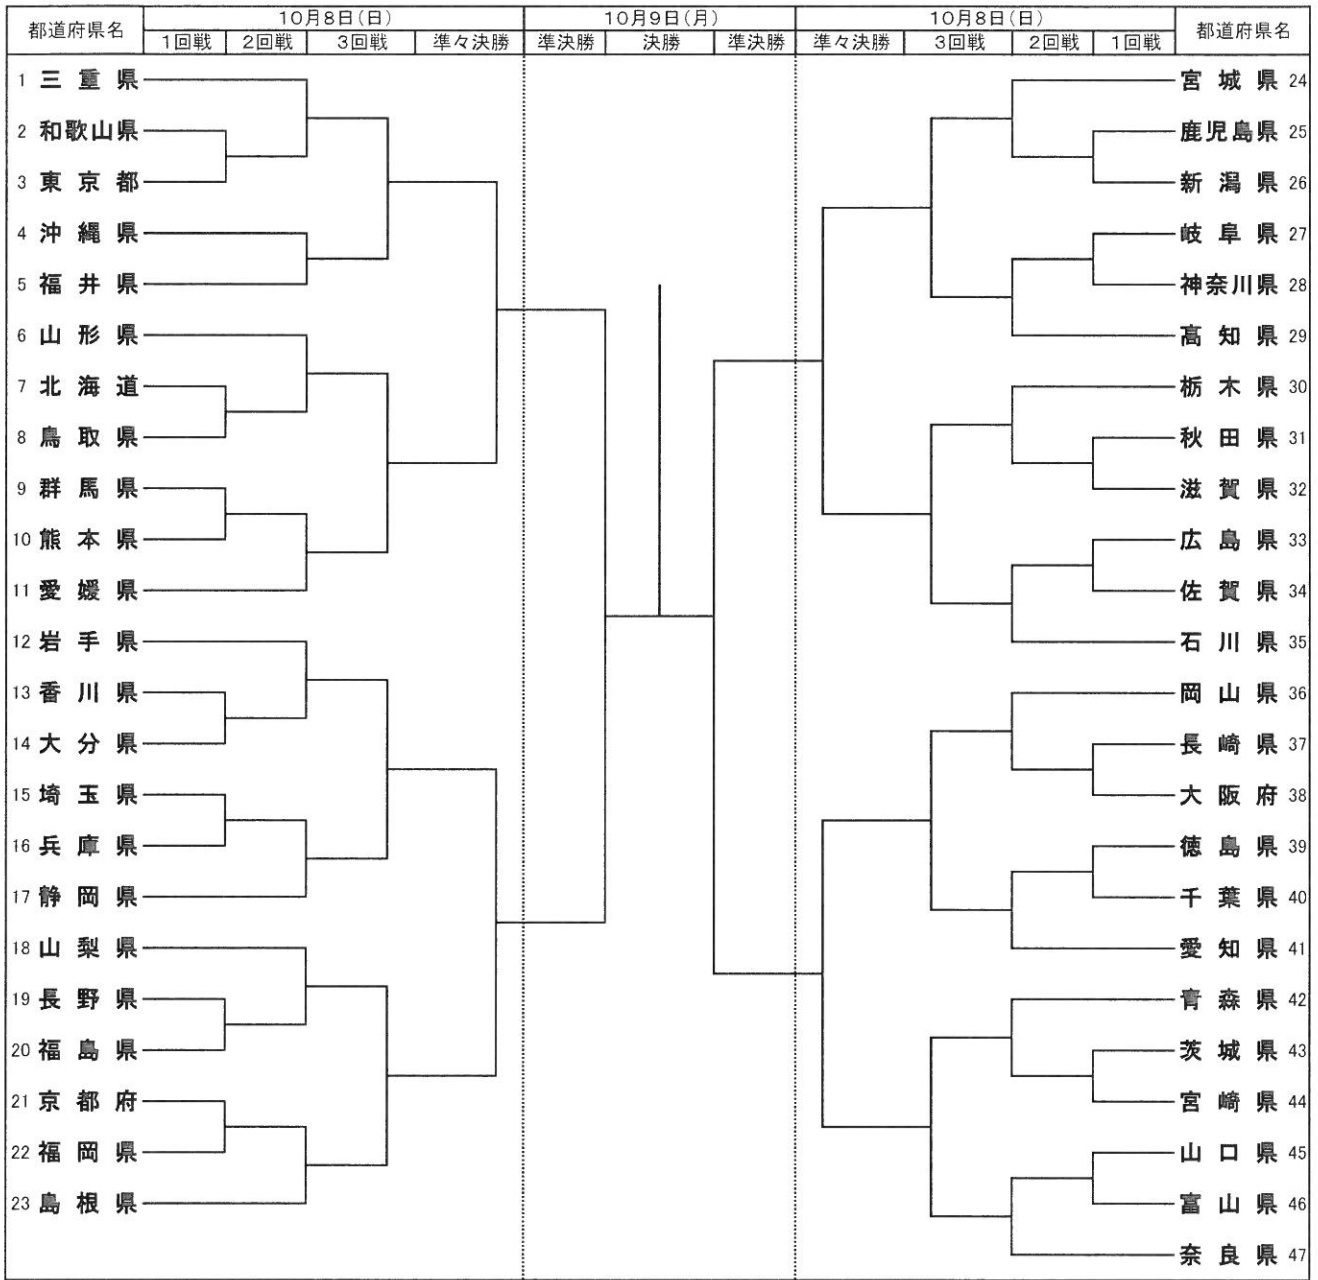 都道府県名 10月8日(日) 10月9日(月) 10月8日(日) 都道府県名
1回戦 2回戦 3回戦 準々決勝 準決勝 決勝 準決勝 準々決勝 3回戦 2回戦 1回戦
1 三重県 宮城県 24
2 和歌山県 鹿児島県 25
3 東京都 新潟県 26
4 沖縄県 岐阜県 27
5 福井県 神奈川県 28
6 山形県 高知県 29
7 北海道 栃木県 30
8 鳥取県 秋田県 31
9 群馬県 滋賀県 32
10 熊本県 広島県 33
11 愛媛県 佐賀県 34
12 岩手県 石川県 35
13 香川県 岡山県 36
14 大分県 長崎県 37
15 埼玉県 大阪府 38
16 兵庫県 徳島県 39
17 静岡県 千葉県 40
18 山梨県 愛知県 41
19 長野県 青森県 42
20 福島県 茨城県 43
21 京都府 宮崎県 44
22 福岡県 山口県 45
23 島根県 富山県 46
奈良県 47